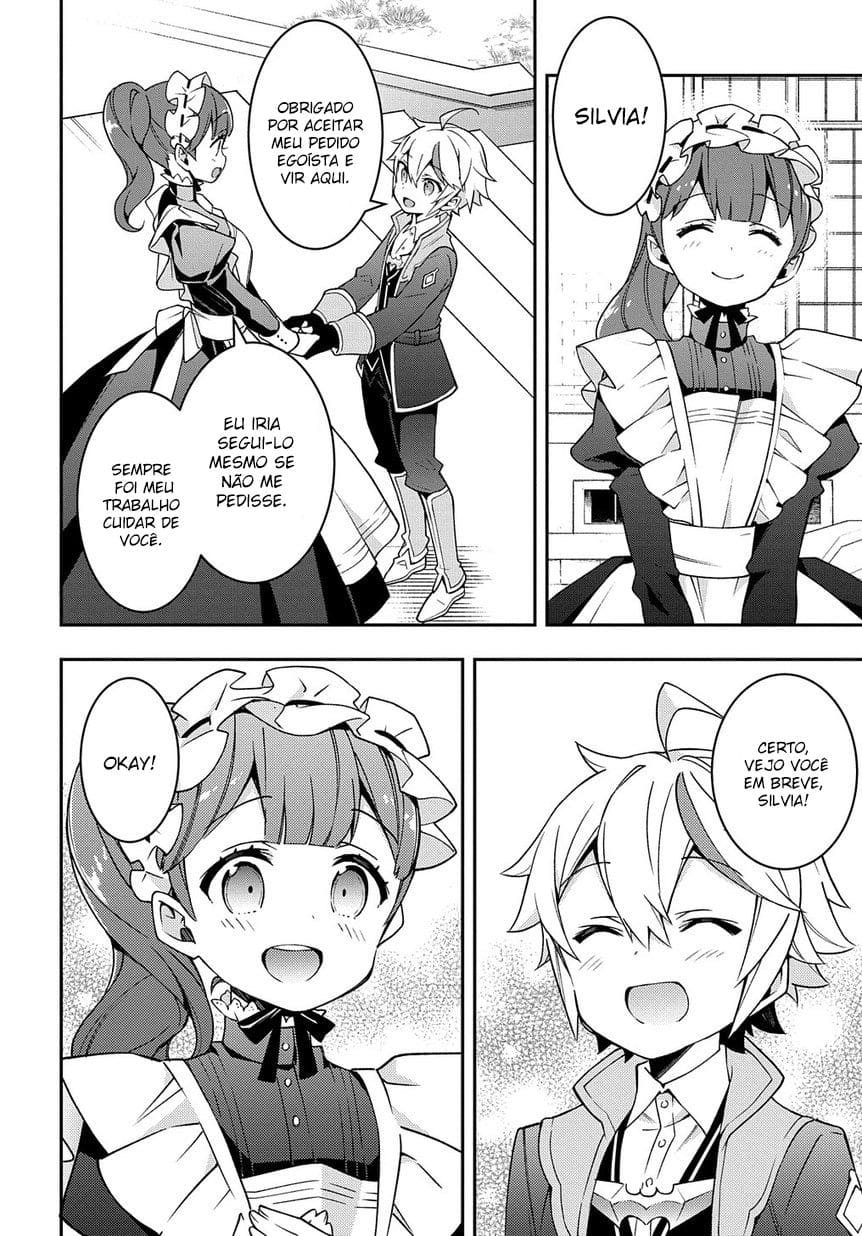 SILVIA!
OBRIGADO
POR ACEITAR
MEU PEDIDO
EGOÍSTA E
VIR AQUI.
EU IRIA
SEGUI-LO
MESMO SE
NÃO ME
PEDISSE.
SEMPRE
FOI MEU
TRABALHO
CUIDAR DE
VOCÊ.
CERTO,
VEJO VOCÊ
EM BREVE,
SILVIA!
OKAY!